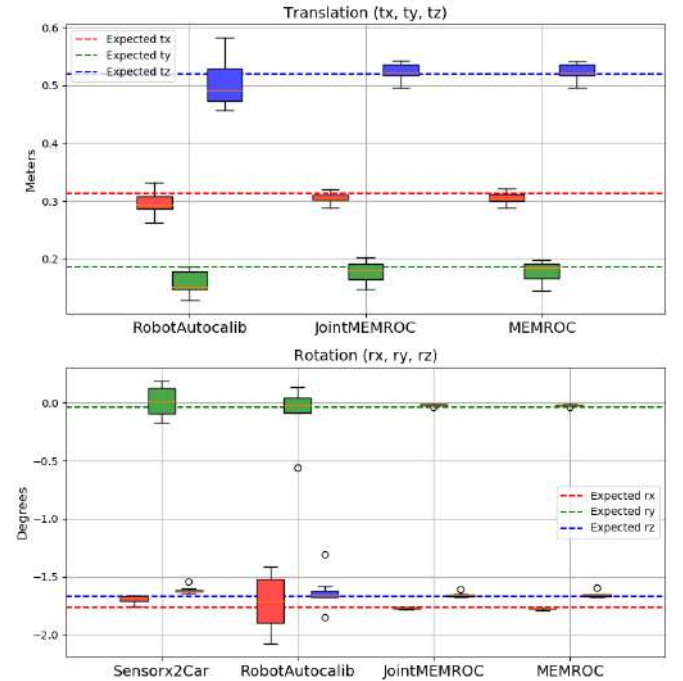 Translation (tx, ty, tz)
0.6
0.5
0.4
0.3
0.2
Meters
Expected tx
Expected ty
Expected tz
RobotAutocalib JointMEMROC MEMROC
Rotation (rx, ry, rz)
0.0
−0.5
−1.0
−1.5
−2.0
Degrees
Expected rx
Expected ry
Expected rz
Sensorx2Car RobotAutocalib JointMEMROC MEMROC